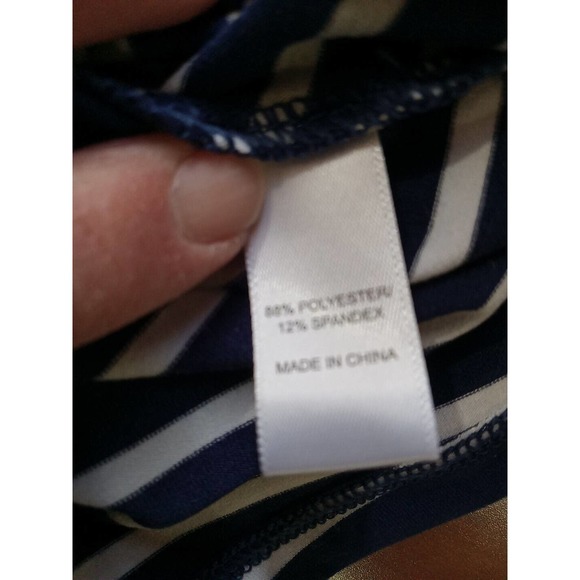 88% POLYESTER/
12% SPANDEX
MADE IN CHINA